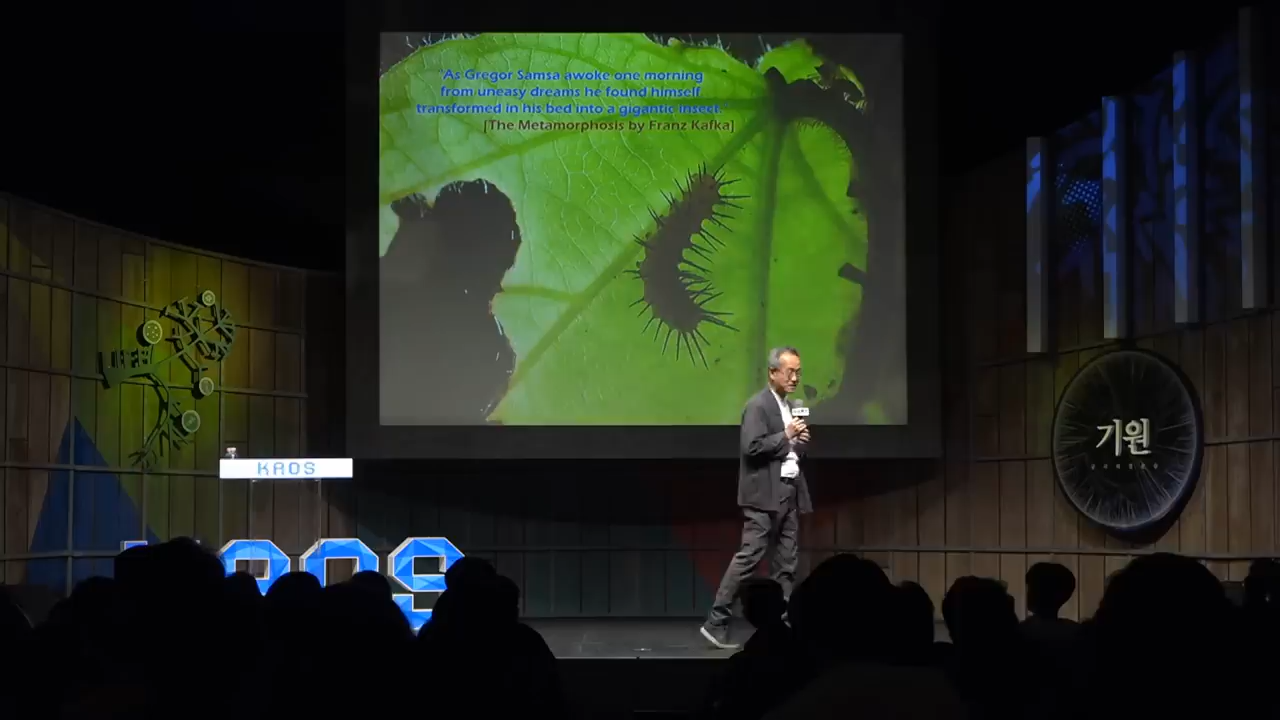 "As Gregor Samsa awoke one morning
from uneasy dreams he found himself
transformed in his bed into a gigantic insect."
[The Metamorphosis by Franz Kafka]
KAOS
기원